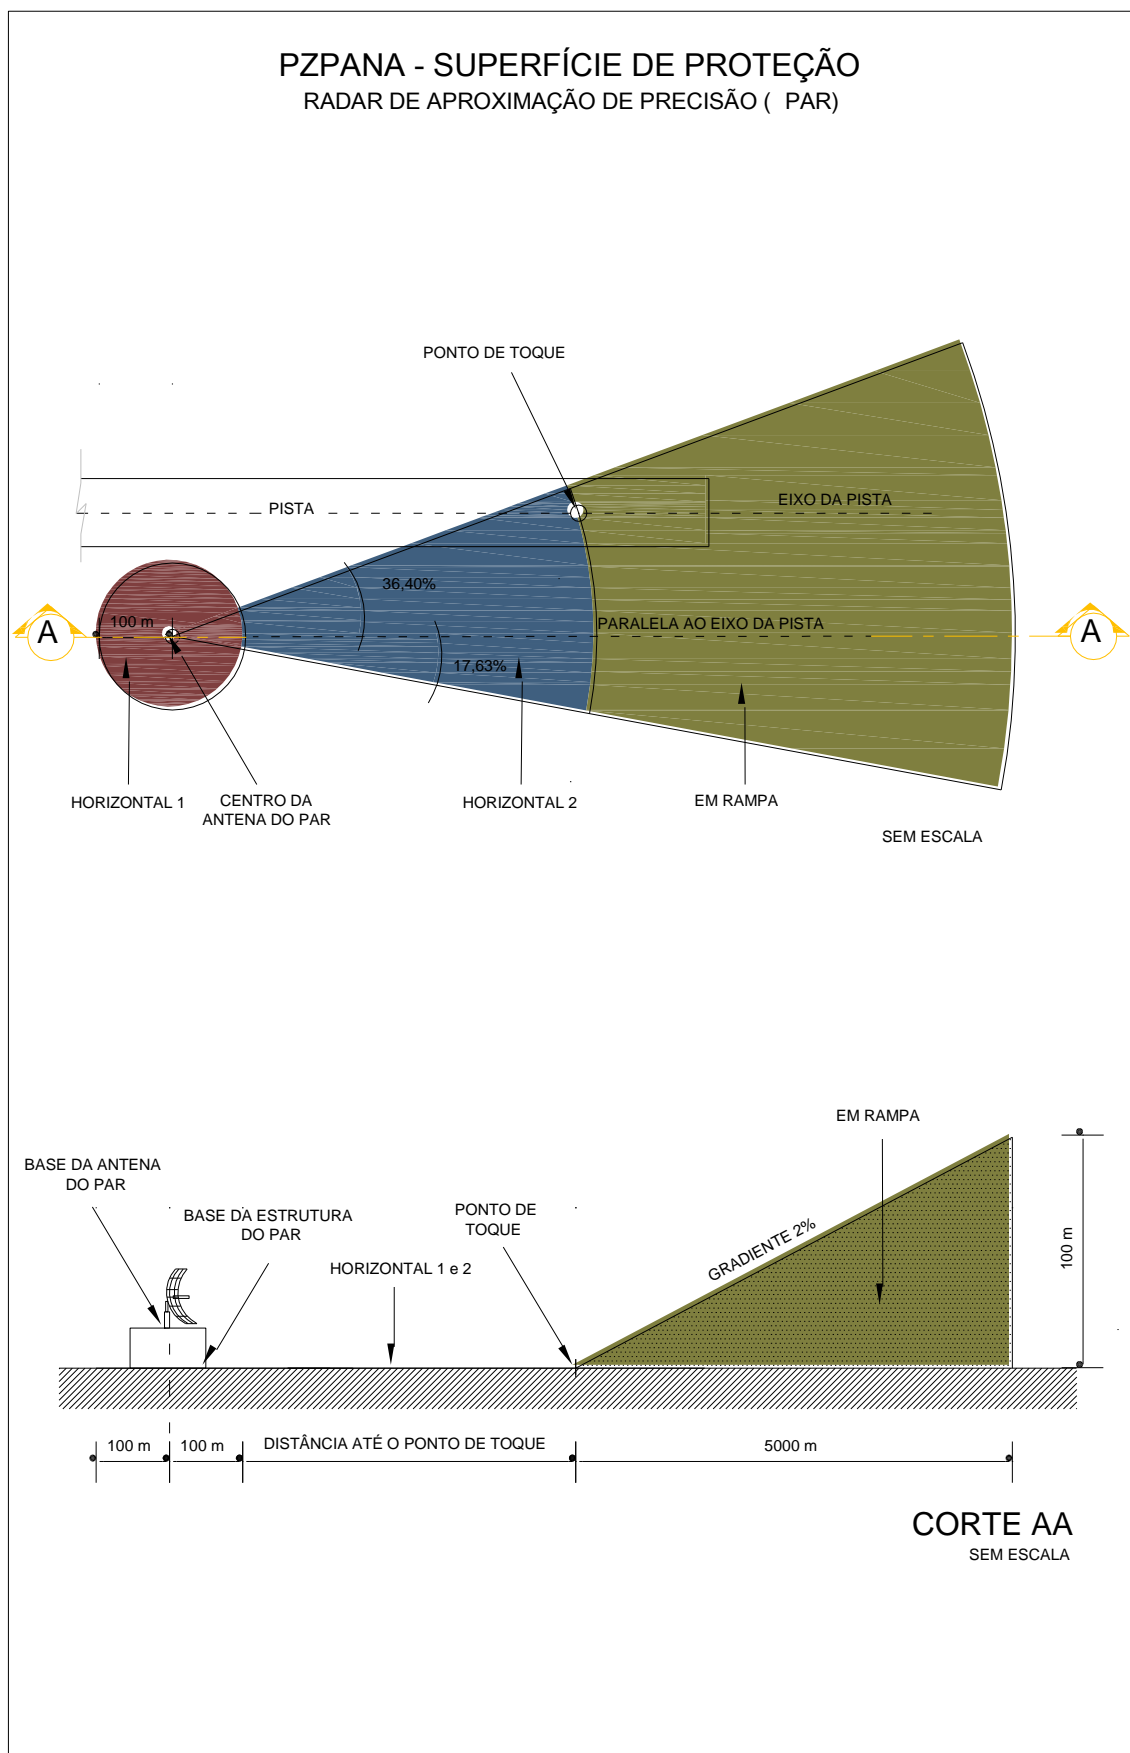 PZPANA - SUPERFÍCIE DE PROTEÇÃO
RADAR DE APROXIMAÇÃO DE PRECISÃO ( PAR)
PONTO DE TOQUE
PISTA
EIXO DA PISTA
36,40%
100 m
A
PARALELA AO EIXO DA PISTA
A
17,63%
HORIZONTAL 1
CENTRO DA
ANTENA DO PAR
HORIZONTAL 2
EM RAMPA
SEM ESCALA
EM RAMPA
BASE DA ANTENA
DO PAR
BASE DA ESTRUTURA
DO PAR
PONTO DE
TOQUE
HORIZONTAL 1 e 2
GRADIENTE 2%
100 m
100 m
100 m
DISTÂNCIA ATÉ O PONTO DE TOQUE
5000 m
CORTE AA
SEM ESCALA